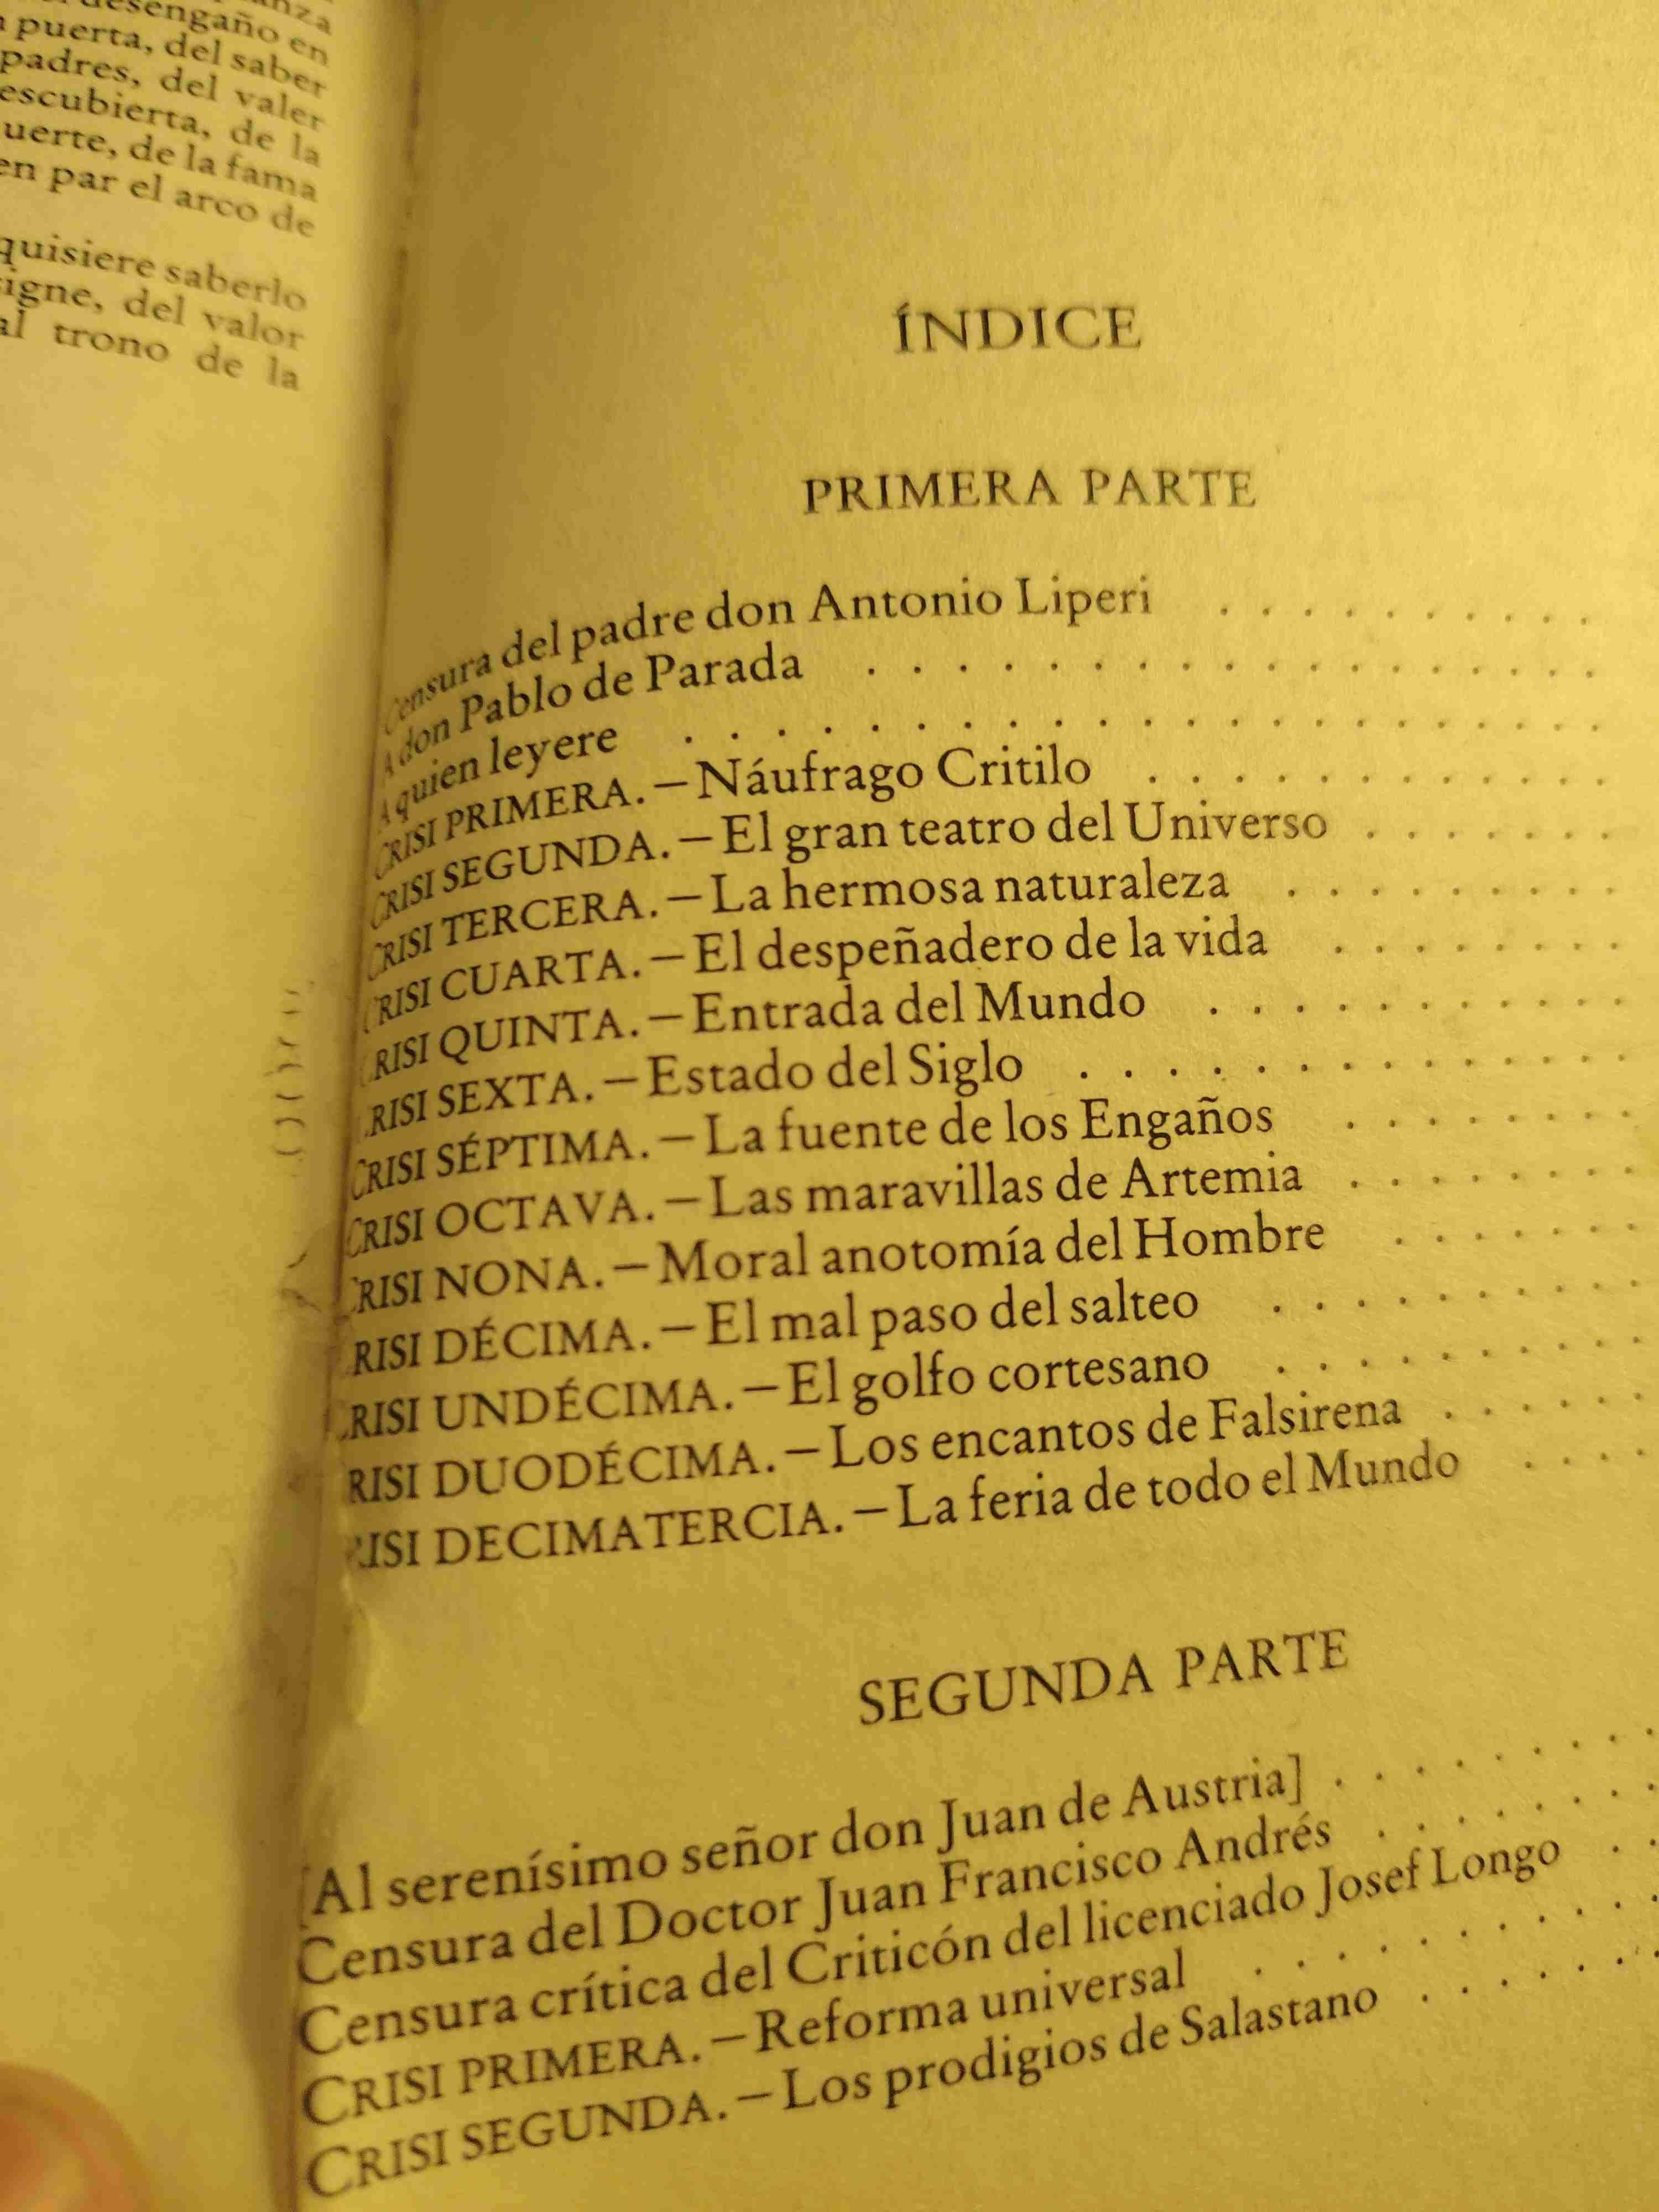 desengaño en
puerta, del saber
padres, del valer
escubierta, de la
uerte, de la fama
en par el arco de
quisiere saberlo
igne, del valor
al trono de la
ÍNDICE
PRIMERA PARTE
Censura del padre don Antonio Liperi . . . . . . . . . .
A don Pablo de Parada . . . . . . . . . . . . . . . . .
A quien leyere . . . . . . . . . . . . . . . . . . . . .
CRISI PRIMERA.—Náufrago Critilo . . . . . . . . . . .
CRISI SEGUNDA.—El gran teatro del Universo . . . . . .
CRISI TERCERA.—La hermosa naturaleza . . . . . . . .
CRISI CUARTA.—El despeñadero de la vida . . . . . . .
RISI QUINTA.—Entrada del Mundo . . . . . . . . . .
RISI SEXTA.—Estado del Siglo . . . . . . . . . . . . .
CRISI SÉPTIMA.—La fuente de los Engaños . . . . . . .
CRISI OCTAVA.—Las maravillas de Artemia . . . . . . .
CRISI NONA.—Moral anotomía del Hombre . . . . . .
RISI DÉCIMA.—El mal paso del salteo . . . . . . . . .
CRISI UNDÉCIMA.—El golfo cortesano . . . . . . . . .
RISI DUODÉCIMA.—Los encantos de Falsirena . . . . .
RISI DECIMATERCIA.—La feria de todo el Mundo . . . .
SEGUNDA PARTE
[Al serenísimo señor don Juan de Austria] . . . . . . . .
Censura del Doctor Juan Francisco Andrés . . . . . . .
Censura crítica del Criticón del licenciado Josef Longo . .
CRISI PRIMERA.—Reforma universal . . . . . . . . . .
CRISI SEGUNDA.—Los prodigios de Salastano . . . . . .